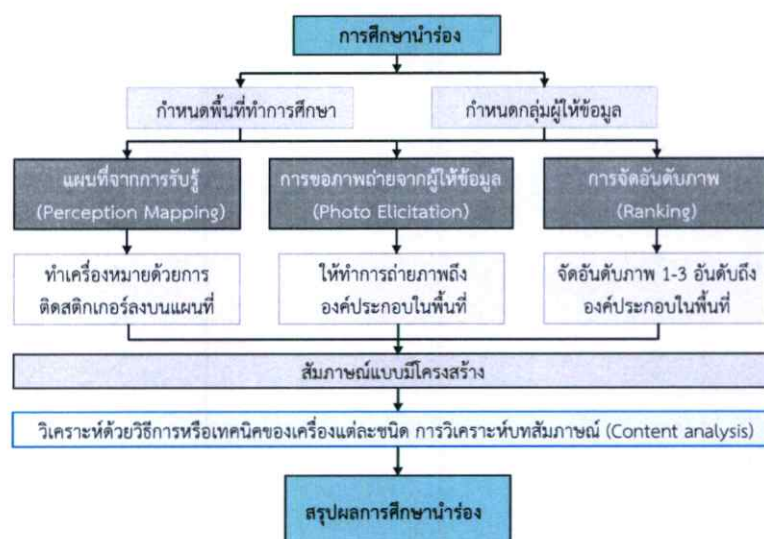 การศึกษานำร่อง
กำหนดพื้นที่ทำการศึกษา
กำหนดกลุ่มผู้ให้ข้อมูล
แผนที่จากการรับรู้
(Perception Mapping)
การขอภาพถ่ายจากผู้ให้ข้อมูล
(Photo Elicitation)
การจัดอันดับภาพ
(Ranking)
ทำเครื่องหมายด้วยการ
ติดสติกเกอร์ลงบนแผนที่
ให้ทำการถ่ายภาพถึง
องค์ประกอบในพื้นที่
จัดอันดับภาพ 1-3 อันดับถึง
องค์ประกอบในพื้นที่
สัมภาษณ์แบบมีโครงสร้าง
วิเคราะห์ด้วยวิธีการหรือเทคนิคของเครื่องแต่ละชนิด การวิเคราะห์บทสัมภาษณ์ (Content analysis)
สรุปผลการศึกษานำร่อง